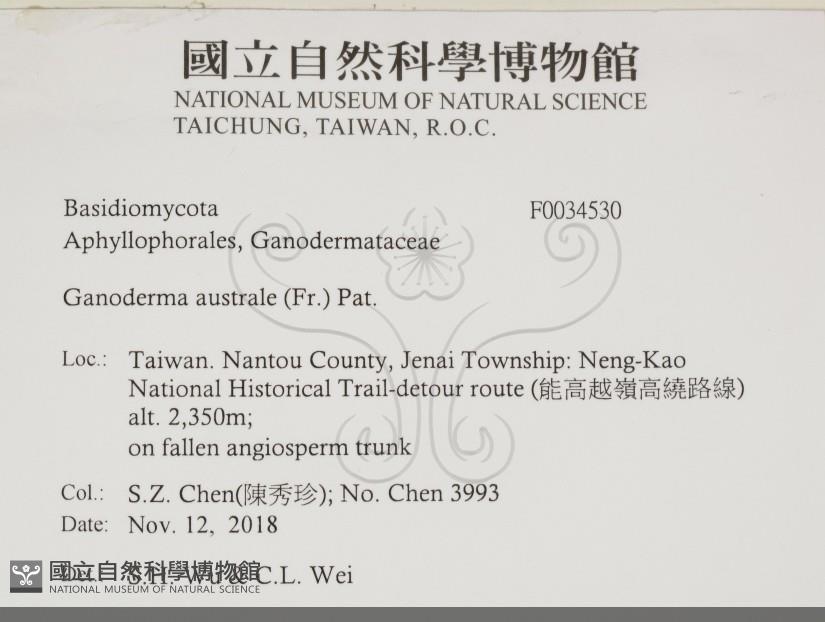 國立自然科學博物館
NATIONAL MUSEUM OF NATURAL SCIENCE
TAICHUNG, TAIWAN, R.O.C.
Basidiomycota F0034530
Aphyllophorales, Ganodermataceae
Ganoderma australe (Fr.) Pat.
Loc.: Taiwan. Nantou County, Jenai Township: Neng-Kao
National Historical Trail-detour route (能高越嶺高繞路線)
alt. 2,350m;
on fallen angiosperm trunk
Col.: S.Z. Chen(陳秀珍); No. Chen 3993
Date: Nov. 12, 2018
S.H. Wu & C.L. Wei
國立自然科學博物館
NATIONAL MUSEUM OF NATURAL SCIENCE